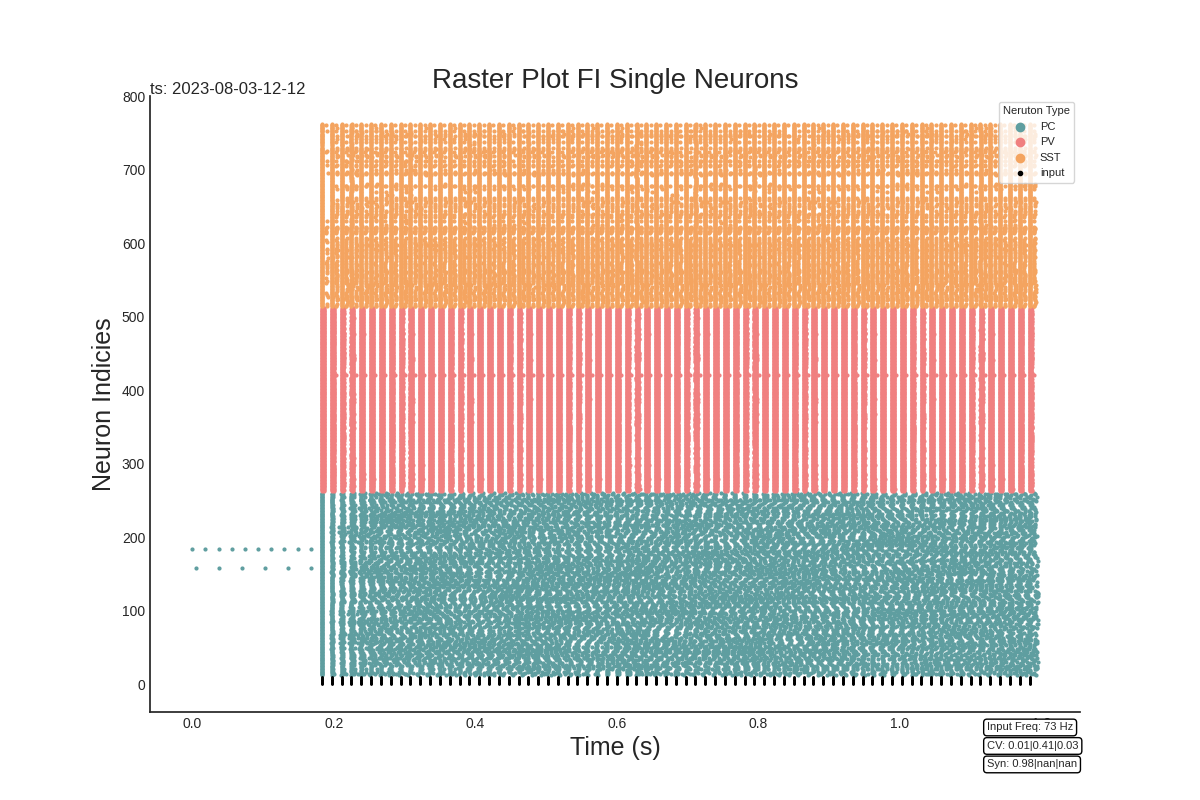 Raster Plot FI Single Neurons
ts: 2023-08-03-12-12
Neruton Type
PC
PV
SST
input
Neuron Indicies
800
700
600
500
400
300
200
100
0
0.0 0.2 0.4 0.6 0.8 1.0
Time (s)
Input Freq: 73 Hz
CV: 0.01|0.41|0.03
Syn: 0.98|nan|nan